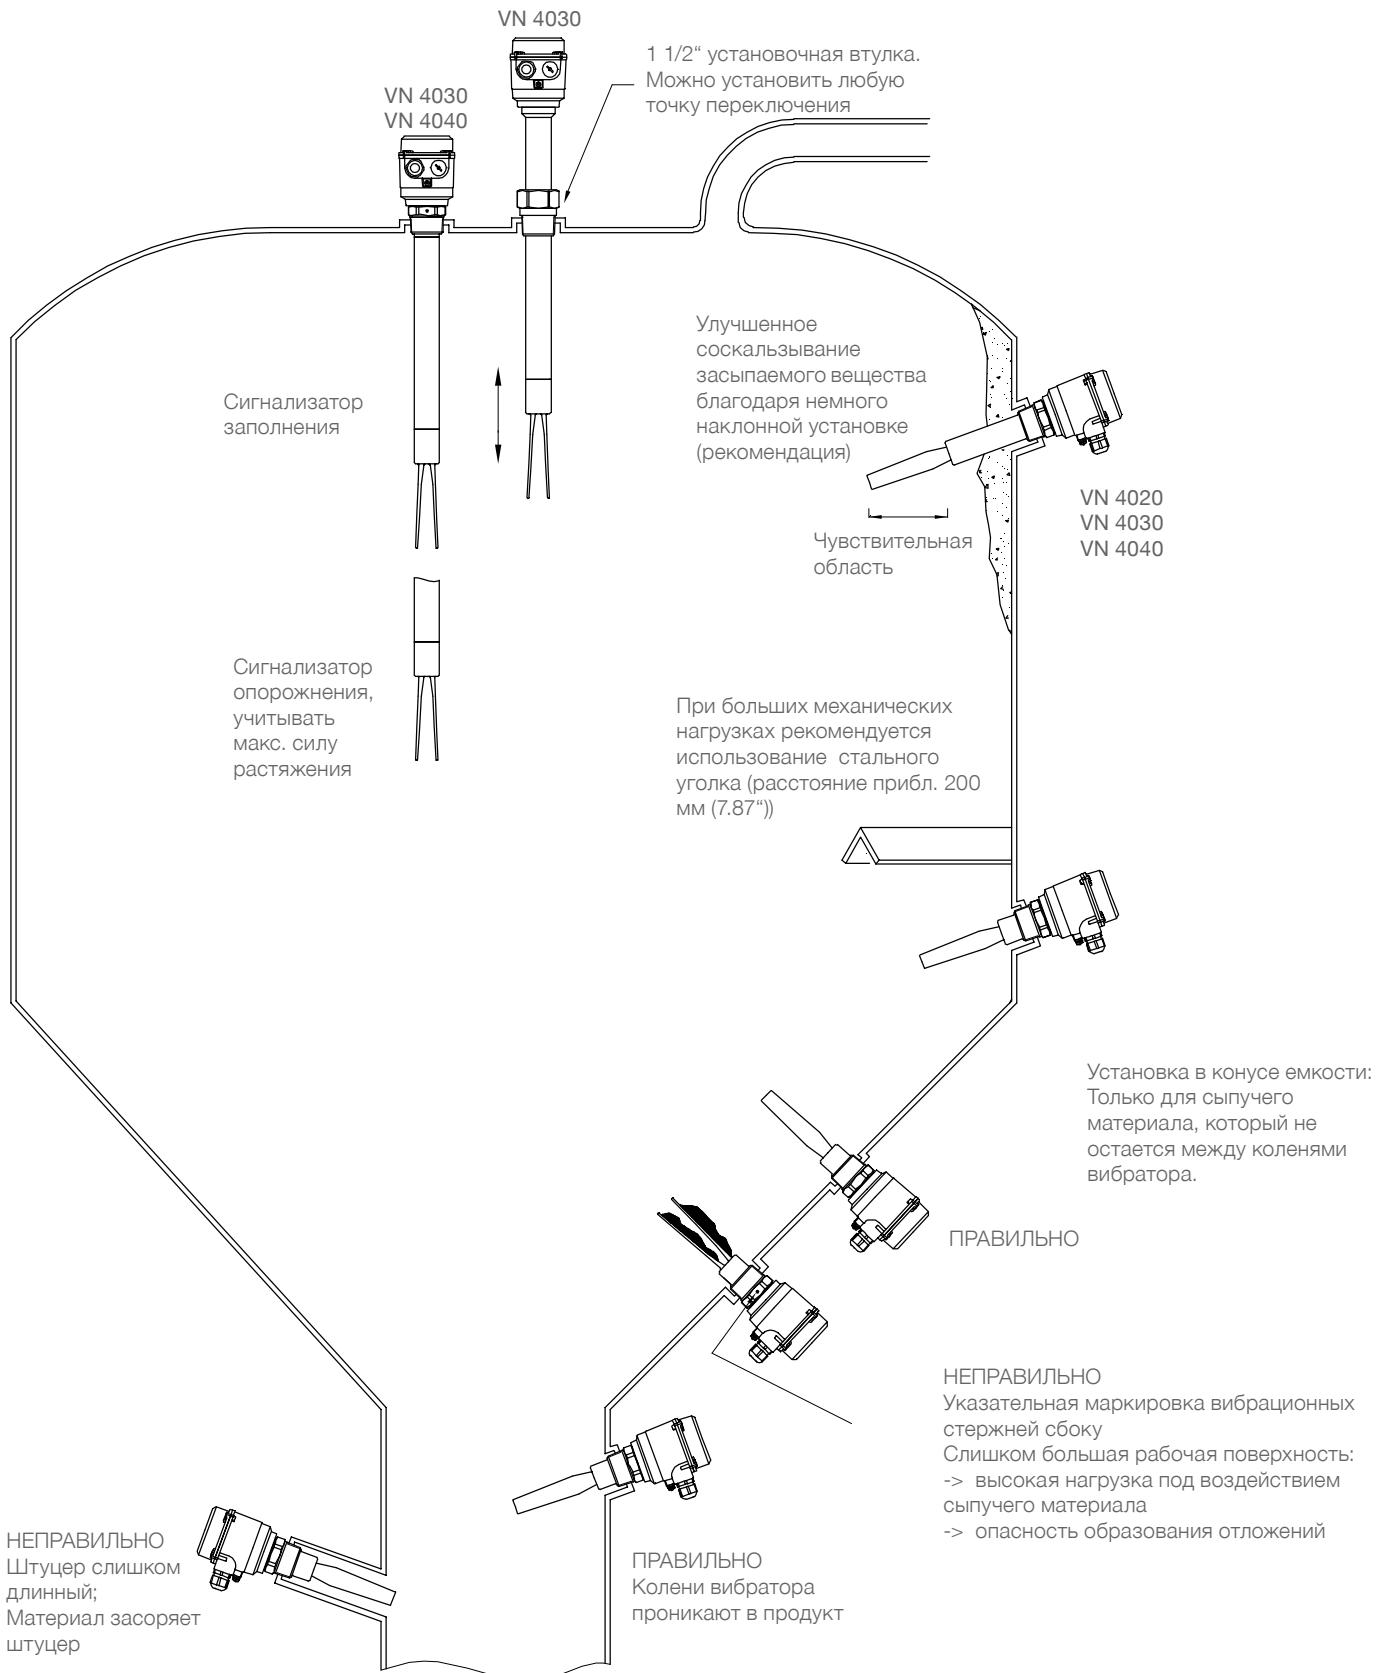 VN 4030
1 1/2“ установочная втулка.
Можно установить любую
точку переключения
VN 4030
VN 4040
Улучшенное
соскальзывание
засыпаемого вещества
благодаря немного
наклонной установке
(рекомендация)
Сигнализатор
заполнения
VN 4020
VN 4030
VN 4040
Чувствительная
область
Сигнализатор
опорожнения,
учитывать
макс. силу
растяжения
При больших механических
нагрузках рекомендуется
использование стального
уголка (расстояние прибл. 200
мм (7.87“))
Установка в конусе емкости:
Только для сыпучего
материала, который не
остается между коленями
вибратора.
ПРАВИЛЬНО
НЕПРАВИЛЬНО
Указательная маркировка вибрационных
стержней сбоку
Слишком большая рабочая поверхность:
-> высокая нагрузка под воздействием
сыпучего материала
-> опасность образования отложений
НЕПРАВИЛЬНО
Штуцер слишком
длинный;
Материал засоряет
штуцер
ПРАВИЛЬНО
Колени вибратора
проникают в продукт